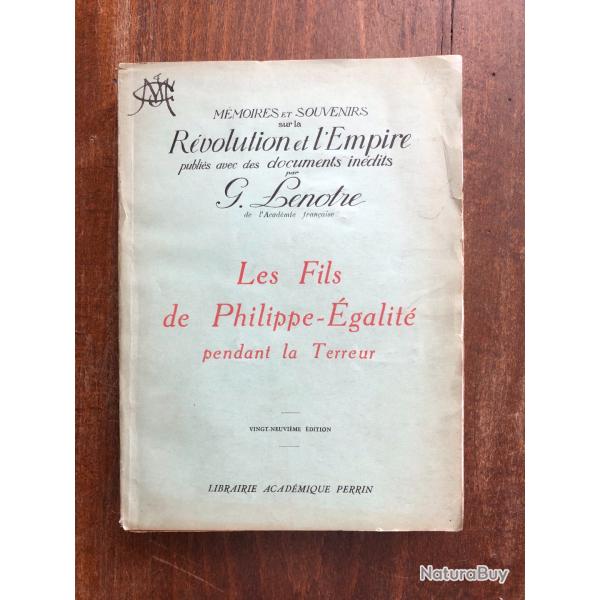 MÉMOIRES ET SOUVENIRS
sur la
Révolution et l'Empire
publiés avec des documents inédits
par
G. Lenotre
de l'Académie française
Les Fils
de Philippe-Égalité
pendant la Terreur
VINGT-NEUVIÈME ÉDITION
LIBRAIRIE ACADÉMIQUE PERRIN
NaturaBuy